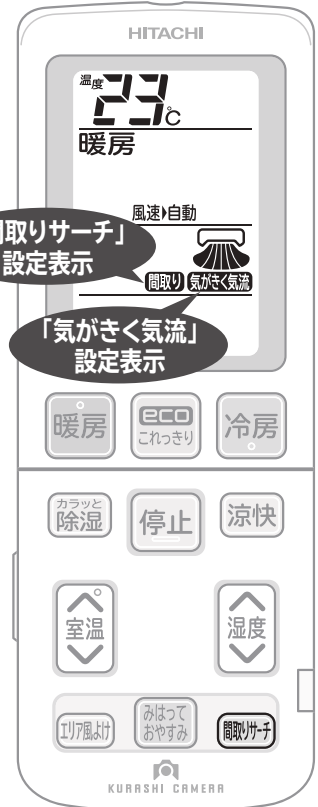 HITACHI
温度23℃
暖房
風速▶自動
間取りサーチ」
設定表示
間取り 気がきく気流
「気がきく気流」
設定表示
暖房 eco これっきり 冷房
カラッと
除湿 停止 涼快
室温 湿度
エリア風よけ みはって
おやすみ 間取りサーチ
KURASHI CAMERA